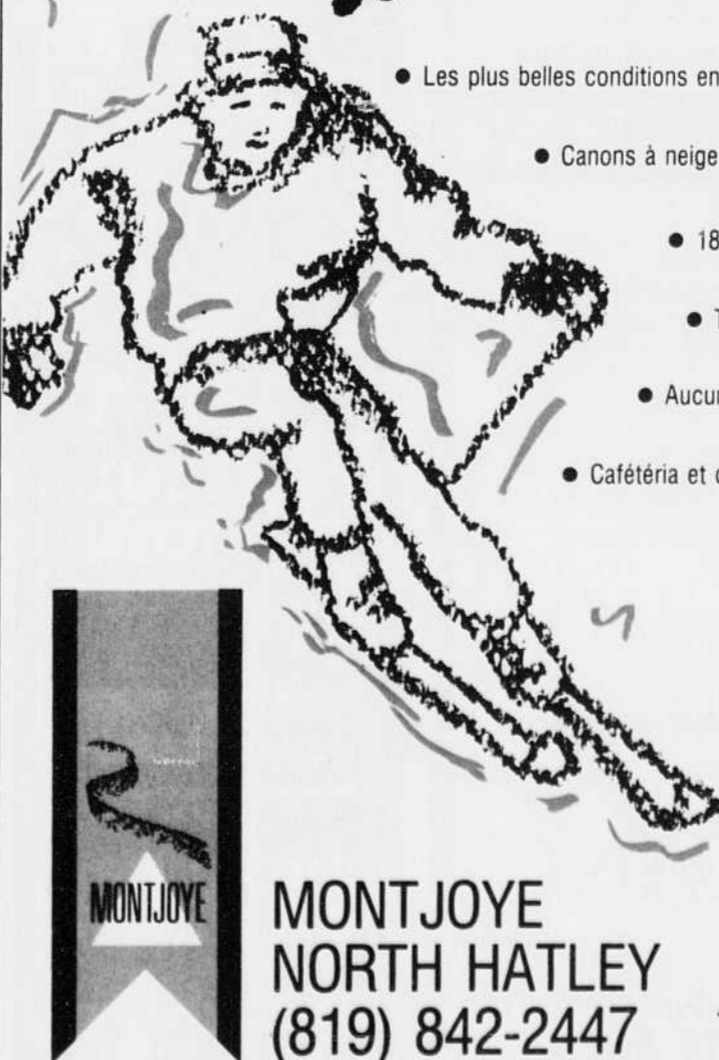 ● Les plus belles conditions en
● Canons à neige
● 18
● Aucun
● Cafétéria et
MONTJOYE
MONTJOYE
NORTH HATLEY
(819) 842-2447